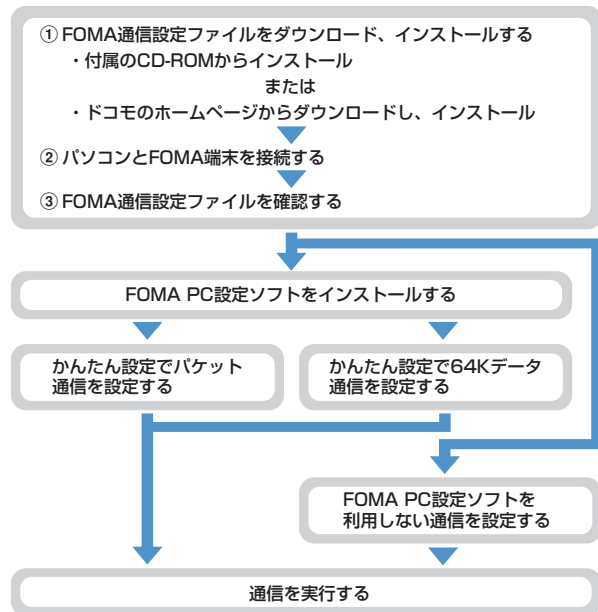 ① FOMA通信設定ファイルをダウンロード、インストールする
・付属のCD-ROMからインストール
または
・ドコモのホームページからダウンロードし、インストール
② パソコンとFOMA端末を接続する
③ FOMA通信設定ファイルを確認する
FOMA PC設定ソフトをインストールする
かんたん設定でパケット
通信を設定する
かんたん設定で64Kデータ
通信を設定する
FOMA PC設定ソフトを
利用しない通信を設定する
通信を実行する